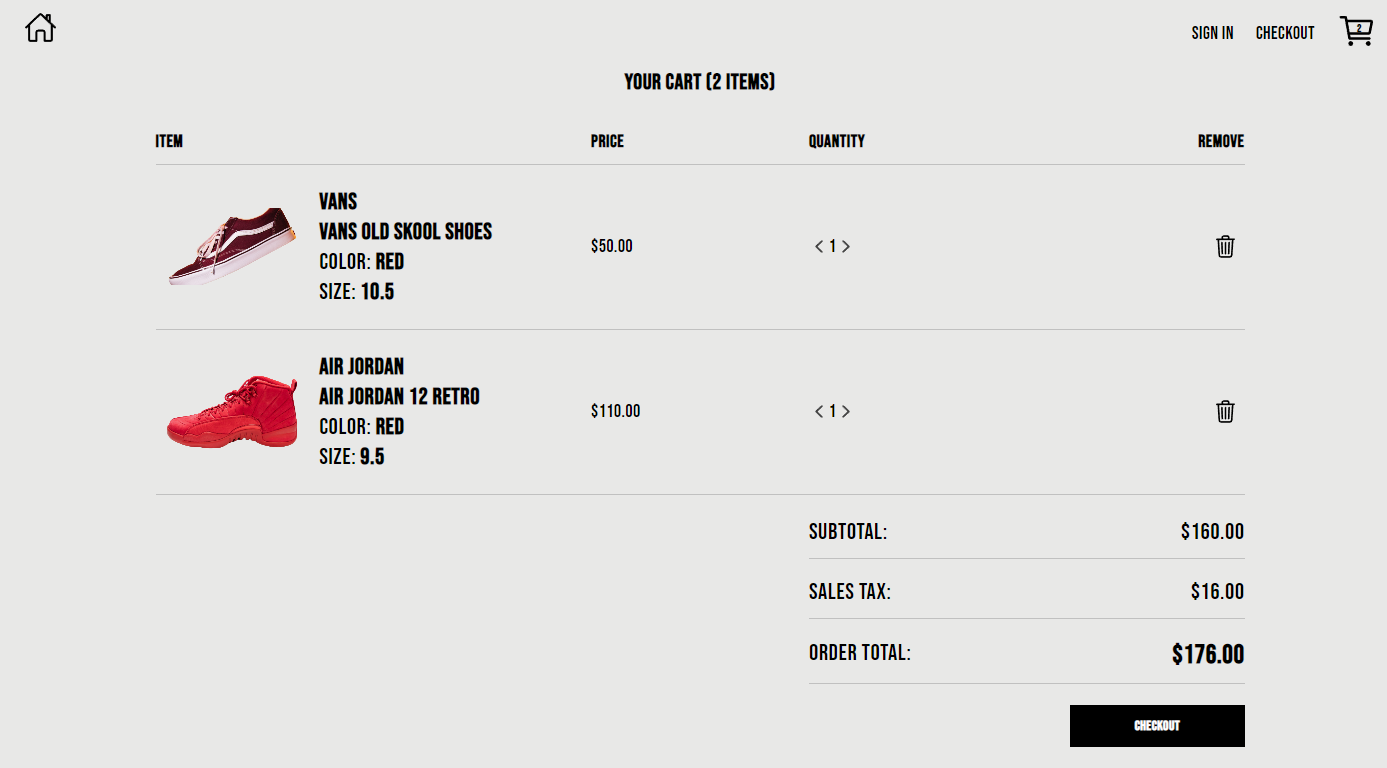 SIGN IN CHECKOUT 2
YOUR CART (2 ITEMS)
ITEM PRICE QUANTITY REMOVE
VANS
VANS OLD SKOOL SHOES
COLOR: RED
SIZE: 10.5
$50.00
< 1 >
AIR JORDAN
AIR JORDAN 12 RETRO
COLOR: RED
SIZE: 9.5
$110.00
< 1 >
SUBTOTAL: $160.00
SALES TAX: $16.00
ORDER TOTAL: $176.00
CHECKOUT